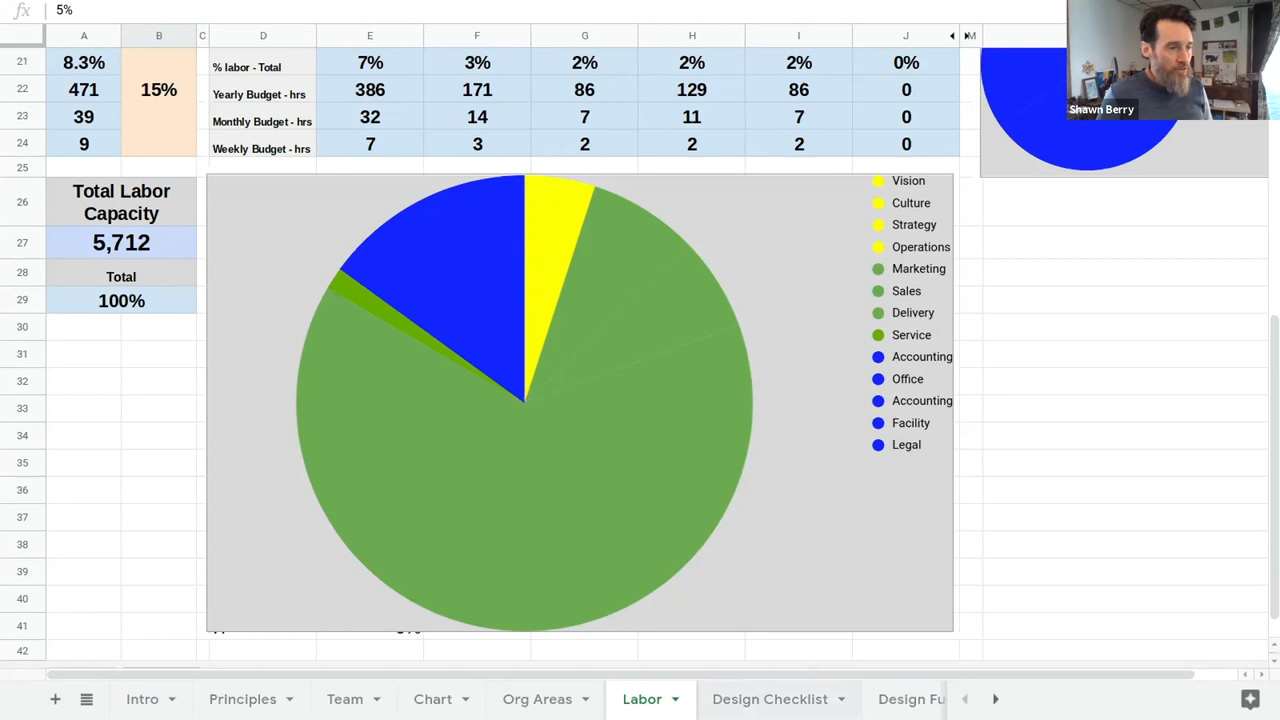 fx 5%
A B C D E F G H I J M
21 8.3% % labor - Total 7% 3% 2% 2% 2% 0%
22 471 15% Yearly Budget - hrs 386 171 86 129 86 0
23 39 Monthly Budget - hrs 32 14 7 11 7 0
24 9 Weekly Budget - hrs 7 3 2 2 2 0
Shawn Berry
25
26 Total Labor
Capacity
27 5,712
28 Total
29 100%
30
31
32
33
34
35
36
37
38
39
40
41
42
Vision
Culture
Strategy
Operations
Marketing
Sales
Delivery
Service
Accounting
Office
Accounting
Facility
Legal
+ Intro Principles Team Chart Org Areas Labor Design Checklist Design Fu